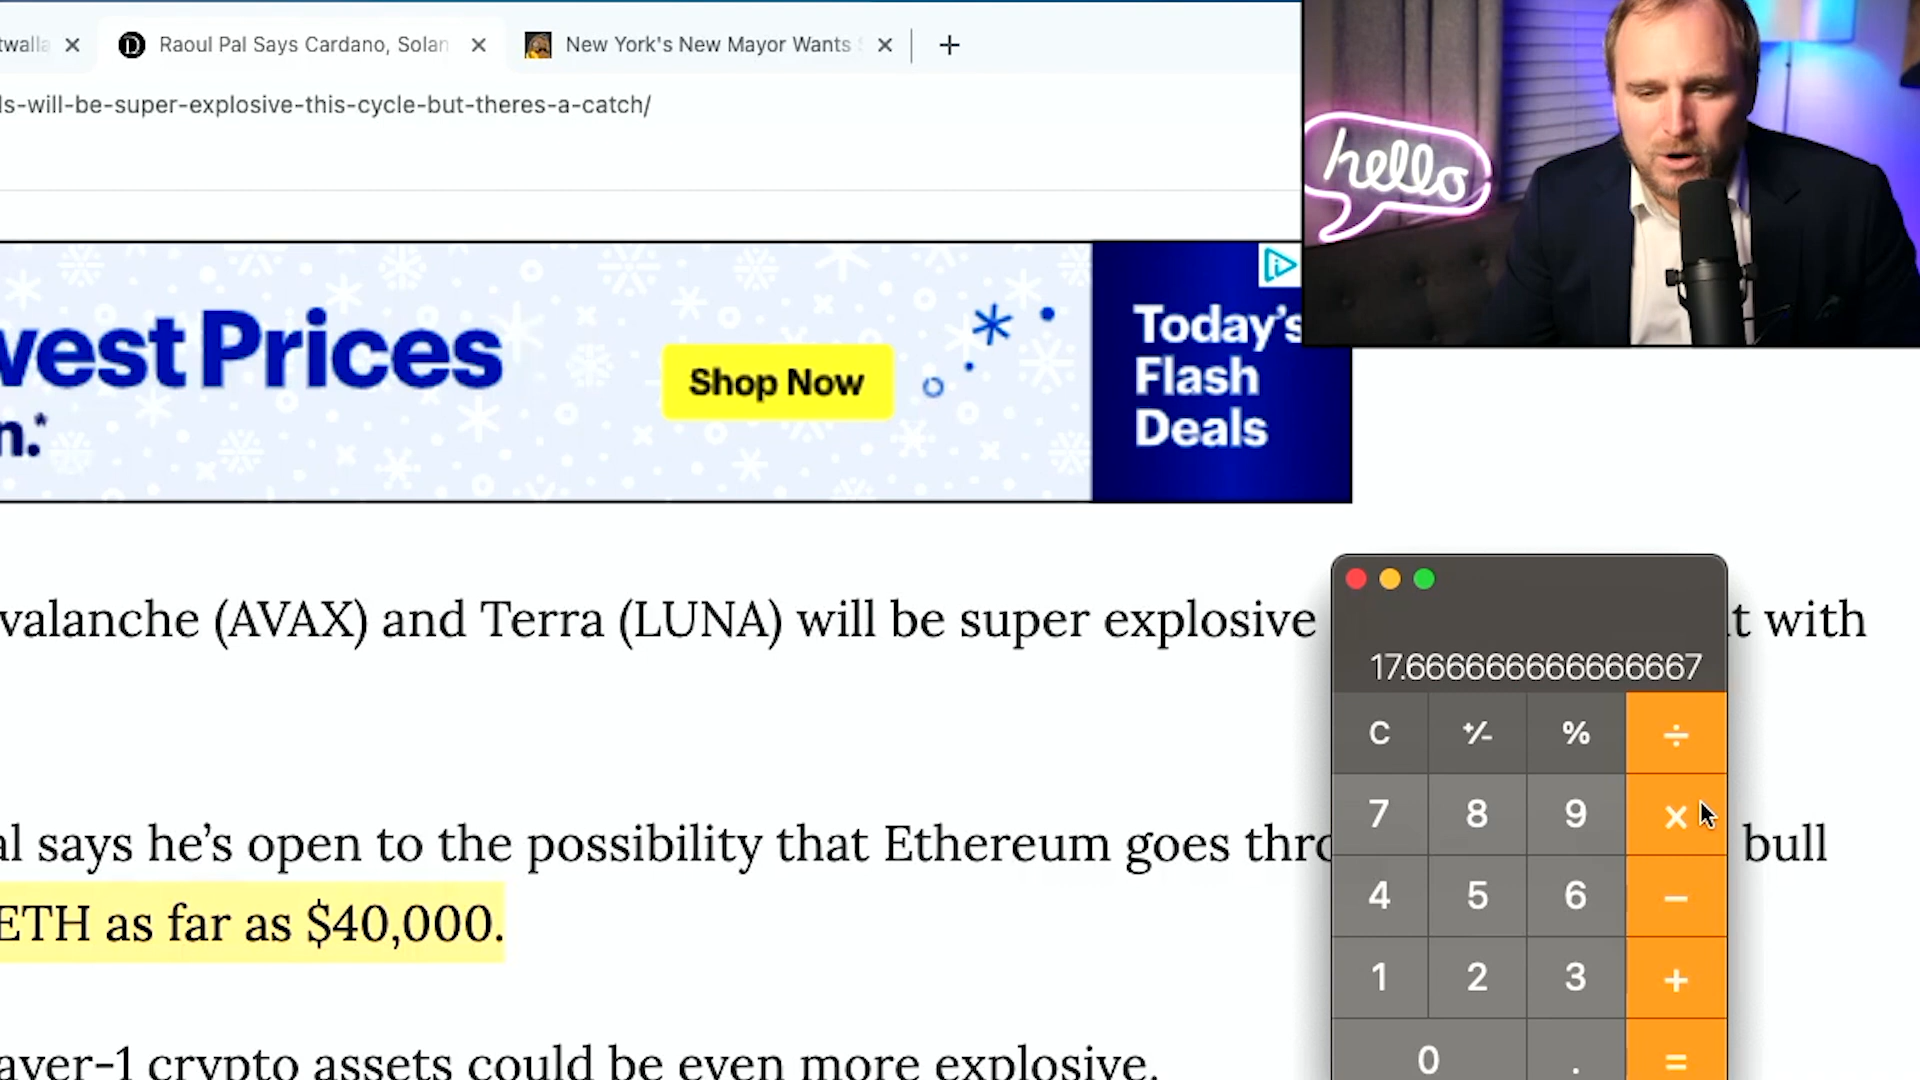 Raoul Pal Says Cardano, Solan
New York's New Mayor Wants
ls-will-be-super-explosive-this-cycle-but-theres-a-catch/
hello
west Prices
n.*
Shop Now
Today's
Flash
Deals
valanche (AVAX) and Terra (LUNA) will be super explosive
t with
al says he's open to the possibility that Ethereum goes thro
bull
ETH as far as $40,000.
ayer-1 crypto assets could be even more explosive.
17.666666666666667
C +/- % ÷
7 8 9 ×
4 5 6 −
1 2 3 +
0 . =